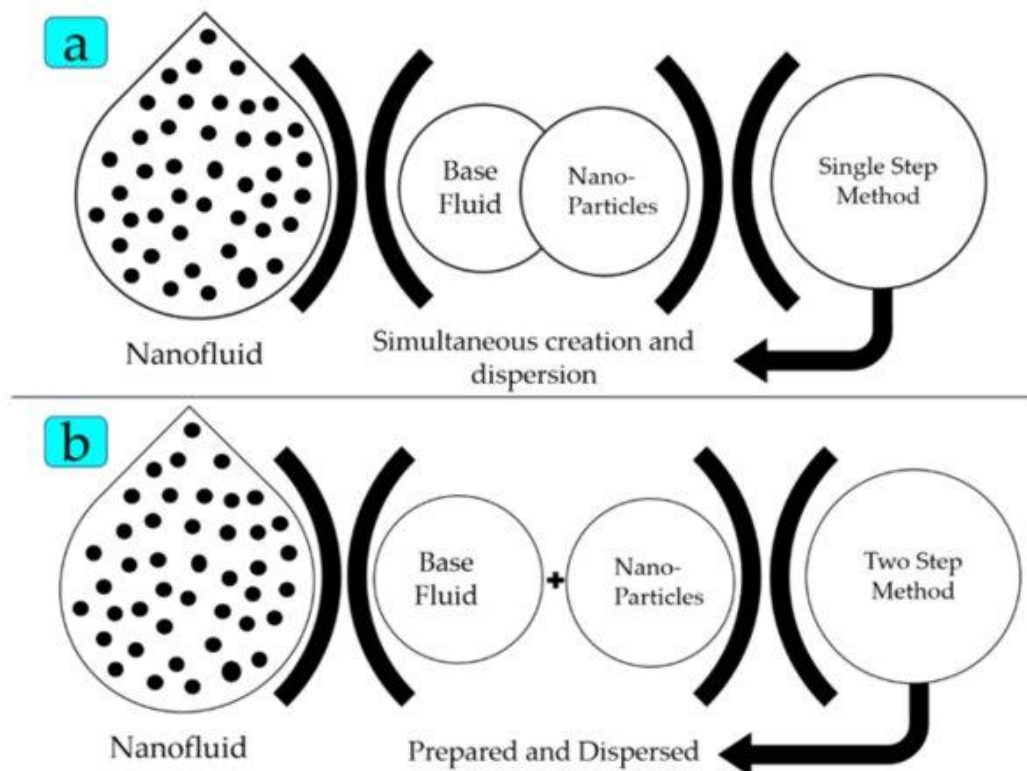 a
Base
Fluid
Nano-
Particles
Single Step
Method
Nanofluid
Simultaneous creation and
dispersion
b
Base
Fluid
+
Nano-
Particles
Two Step
Method
Nanofluid
Prepared and Dispersed